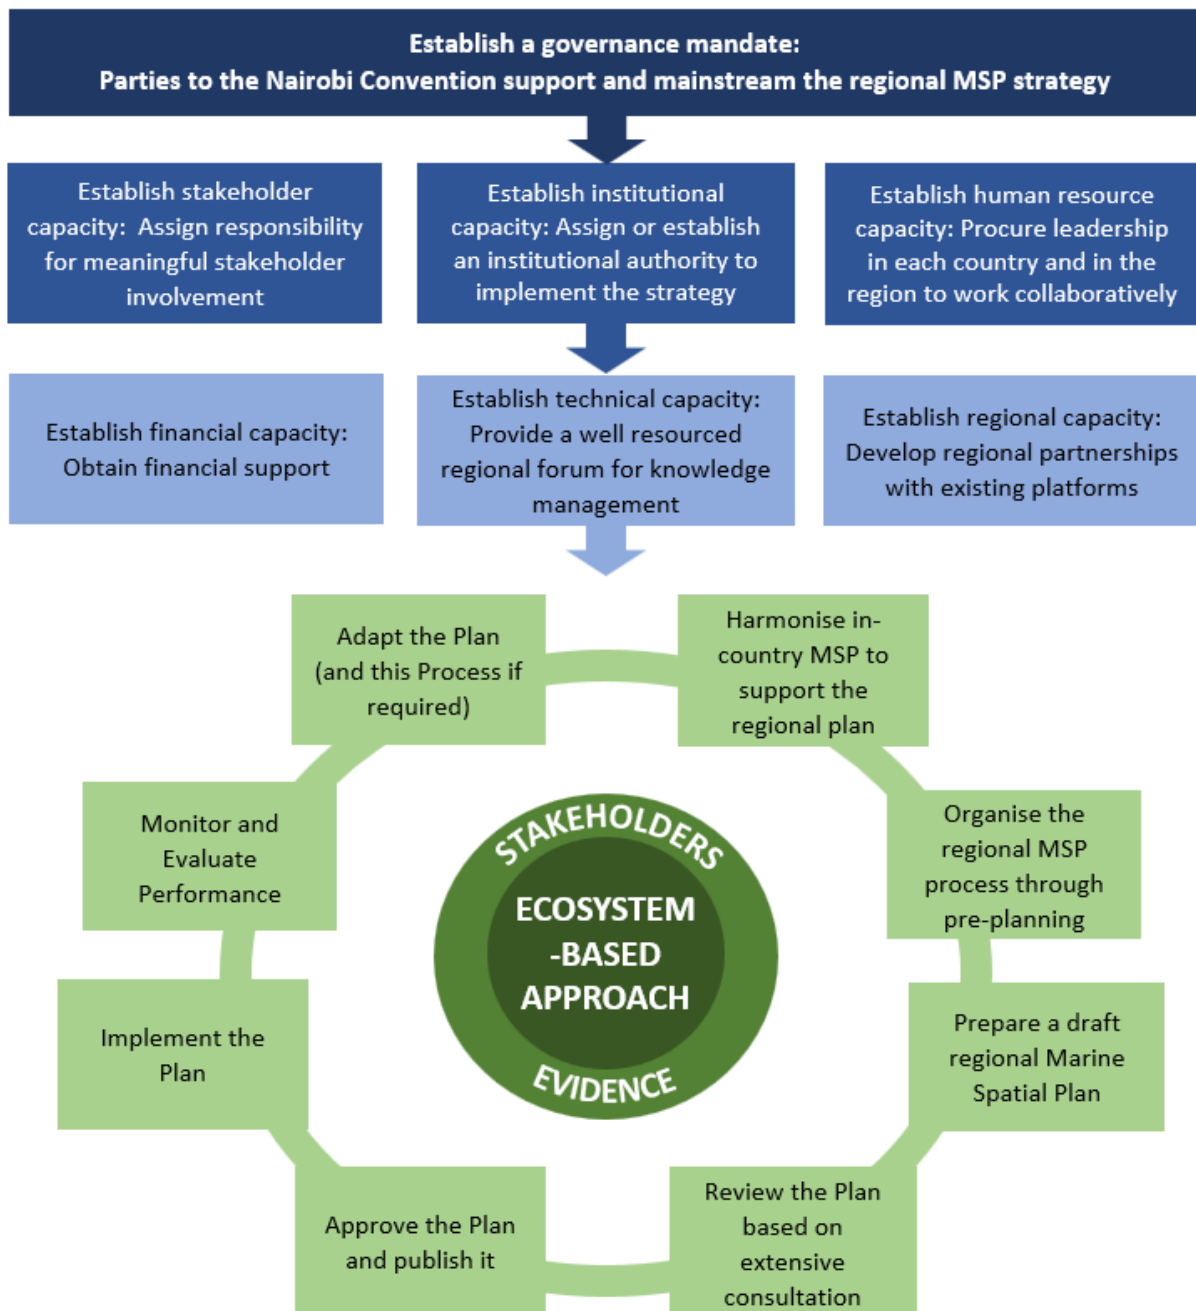 Establish a governance mandate:
Parties to the Nairobi Convention support and mainstream the regional MSP strategy
Establish stakeholder
capacity:  Assign responsibility
for meaningful stakeholder
involvement
Establish institutional
capacity: Assign or establish
an institutional authority to
implement the strategy
Establish human resource
capacity: Procure leadership
in each country and in the
region to work collaboratively
Establish financial capacity:
Obtain financial support
Establish technical capacity:
Provide a well resourced
regional forum for knowledge
management
Establish regional capacity:
Develop regional partnerships
with existing platforms
Harmonise in-
country MSP to
support the
regional plan
Organise the
regional MSP
process through
pre-planning
Prepare a draft
regional Marine
Spatial Plan
Review the Plan
based on
extensive
consultation
Approve the Plan
and publish it
Implement the
Plan
Monitor and
Evaluate
Performance
Adapt the Plan
(and this Process if
required)
STAKEHOLDERS
ECOSYSTEM
-BASED
APPROACH
EVIDENCE